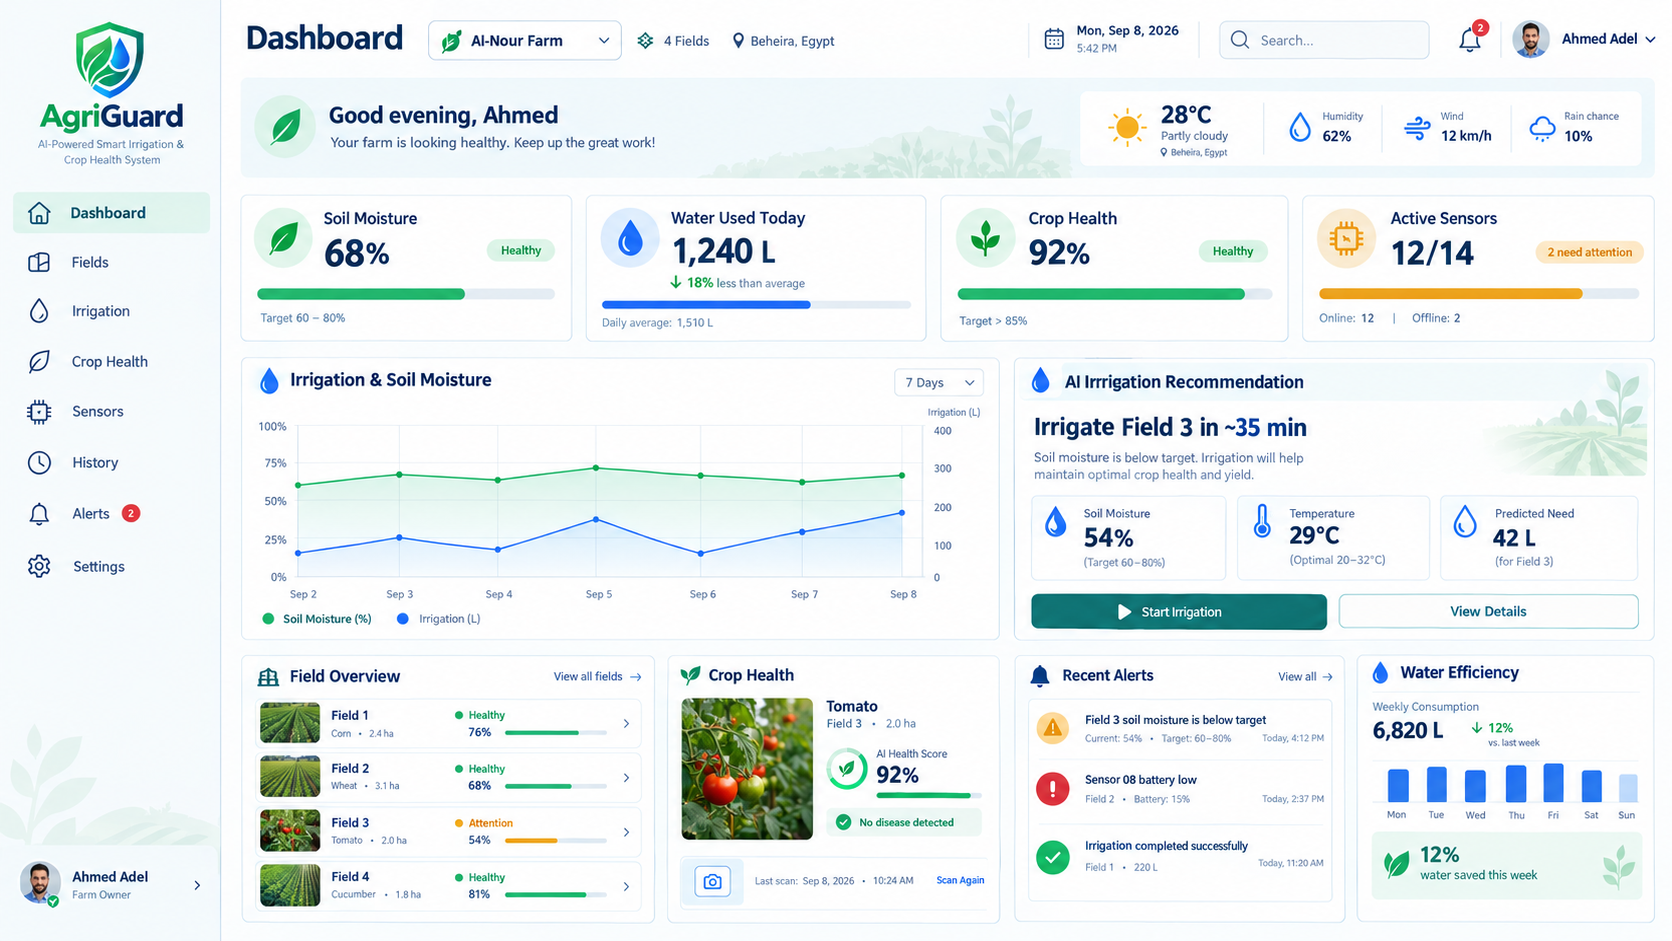 AgriGuard
AI-Powered Smart Irrigation &
Crop Health System
Dashboard
Fields
Irrigation
Crop Health
Sensors
History
Alerts 2
Settings
Ahmed Adel
Farm Owner
Dashboard
Al-Nour Farm
4 Fields
Beheira, Egypt
Mon, Sep 8, 2026
5:42 PM
Search...
2
Ahmed Adel
Good evening, Ahmed
Your farm is looking healthy. Keep up the great work!
28°C
Partly cloudy
Beheira, Egypt
Humidity
62%
Wind
12 km/h
Rain chance
10%
Soil Moisture
68%
Healthy
Target 60 – 80%
Water Used Today
1,240 L
18% less than average
Daily average: 1,510 L
Crop Health
92%
Healthy
Target > 85%
Active Sensors
12/14
2 need attention
Online: 12 | Offline: 2
Irrigation & Soil Moisture
7 Days
Irrigation (L)
100%
75%
50%
25%
0%
400
300
200
100
0
Sep 2 Sep 3 Sep 4 Sep 5 Sep 6 Sep 7 Sep 8
Soil Moisture (%) Irrigation (L)
AI Irrrigation Recommendation
Irrigate Field 3 in ~35 min
Soil moisture is below target. Irrigation will help
maintain optimal crop health and yield.
Soil Moisture
54%
(Target 60–80%)
Temperature
29°C
(Optimal 20–32°C)
Predicted Need
42 L
(for Field 3)
Start Irrigation
View Details
Field Overview
View all fields →
Field 1
Corn • 2.4 ha
Healthy
76%
Field 2
Wheat • 3.1 ha
Healthy
68%
Field 3
Tomato • 2.0 ha
Attention
54%
Field 4
Cucumber • 1.8 ha
Healthy
81%
Crop Health
Tomato
Field 3 • 2.0 ha
AI Health Score
92%
No disease detected
Last scan: Sep 8, 2026 • 10:24 AM
Scan Again
Recent Alerts
View all →
Field 3 soil moisture is below target
Current: 54% • Target: 60–80% Today, 4:12 PM
Sensor 08 battery low
Field 2 • Battery: 15% Today, 2:37 PM
Irrigation completed successfully
Field 1 • 220 L Today, 11:20 AM
Water Efficiency
Weekly Consumption
6,820 L
12%
vs. last week
Mon Tue Wed Thu Fri Sat Sun
12%
water saved this week